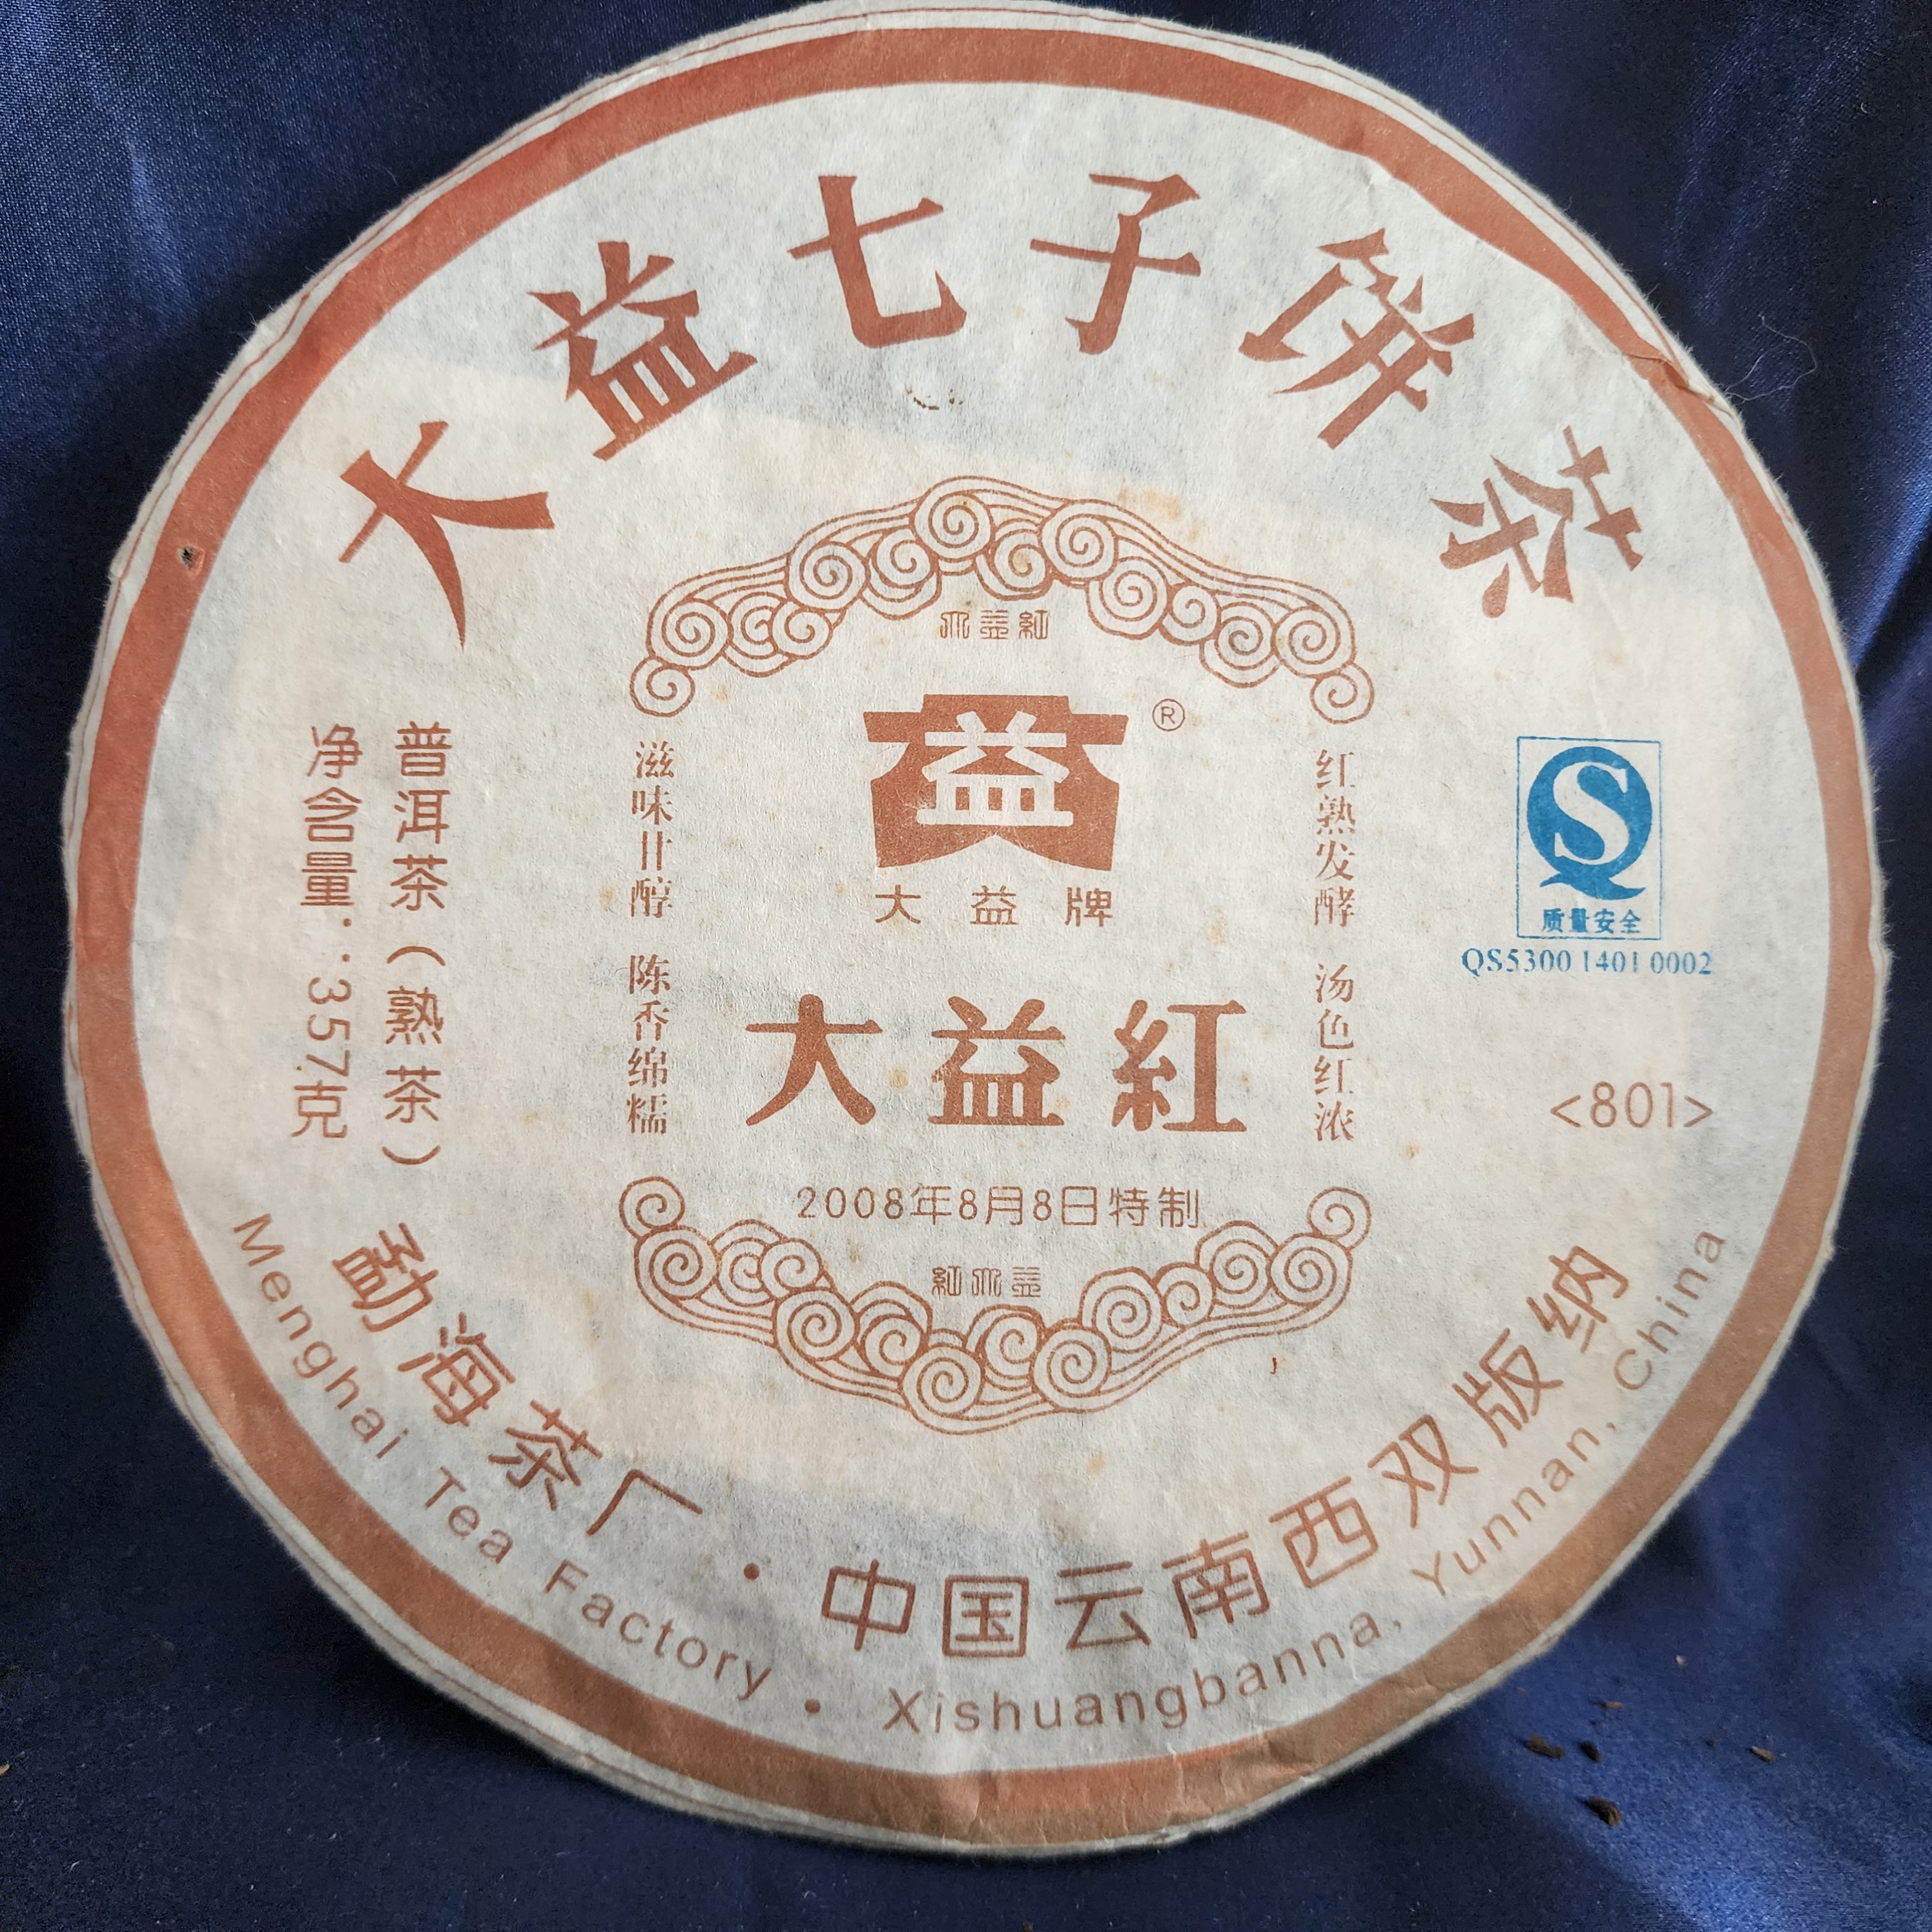 大益七子饼茶
大益紅
益
®
大益牌
普洱茶（熟茶）
净含量：357克
滋味甘醇 陈香绵糯
红熟发酵 汤色红浓
质量安全
QS5300 1401 0002
<801>
大益紅
2008年8月8日特制
紅大益
勐海茶厂·中国云南西双版纳
Menghai Tea Factory · Xishuangbanna, Yunnan, China